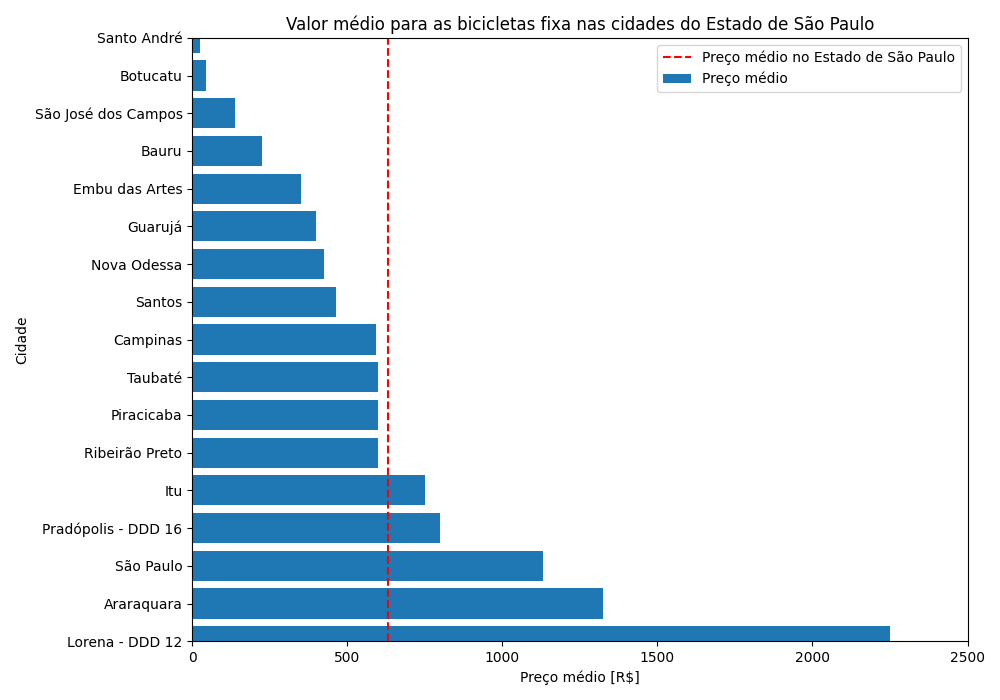 Valor médio para as bicicletas fixa nas cidades do Estado de São Paulo
Preço médio no Estado de São Paulo
Preço médio
Cidade
Santo André
Botucatu
São José dos Campos
Bauru
Embu das Artes
Guarujá
Nova Odessa
Santos
Campinas
Taubaté
Piracicaba
Ribeirão Preto
Itu
Pradópolis - DDD 16
São Paulo
Araraquara
Lorena - DDD 12
0 500 1000 1500 2000 2500
Preço médio [R$]